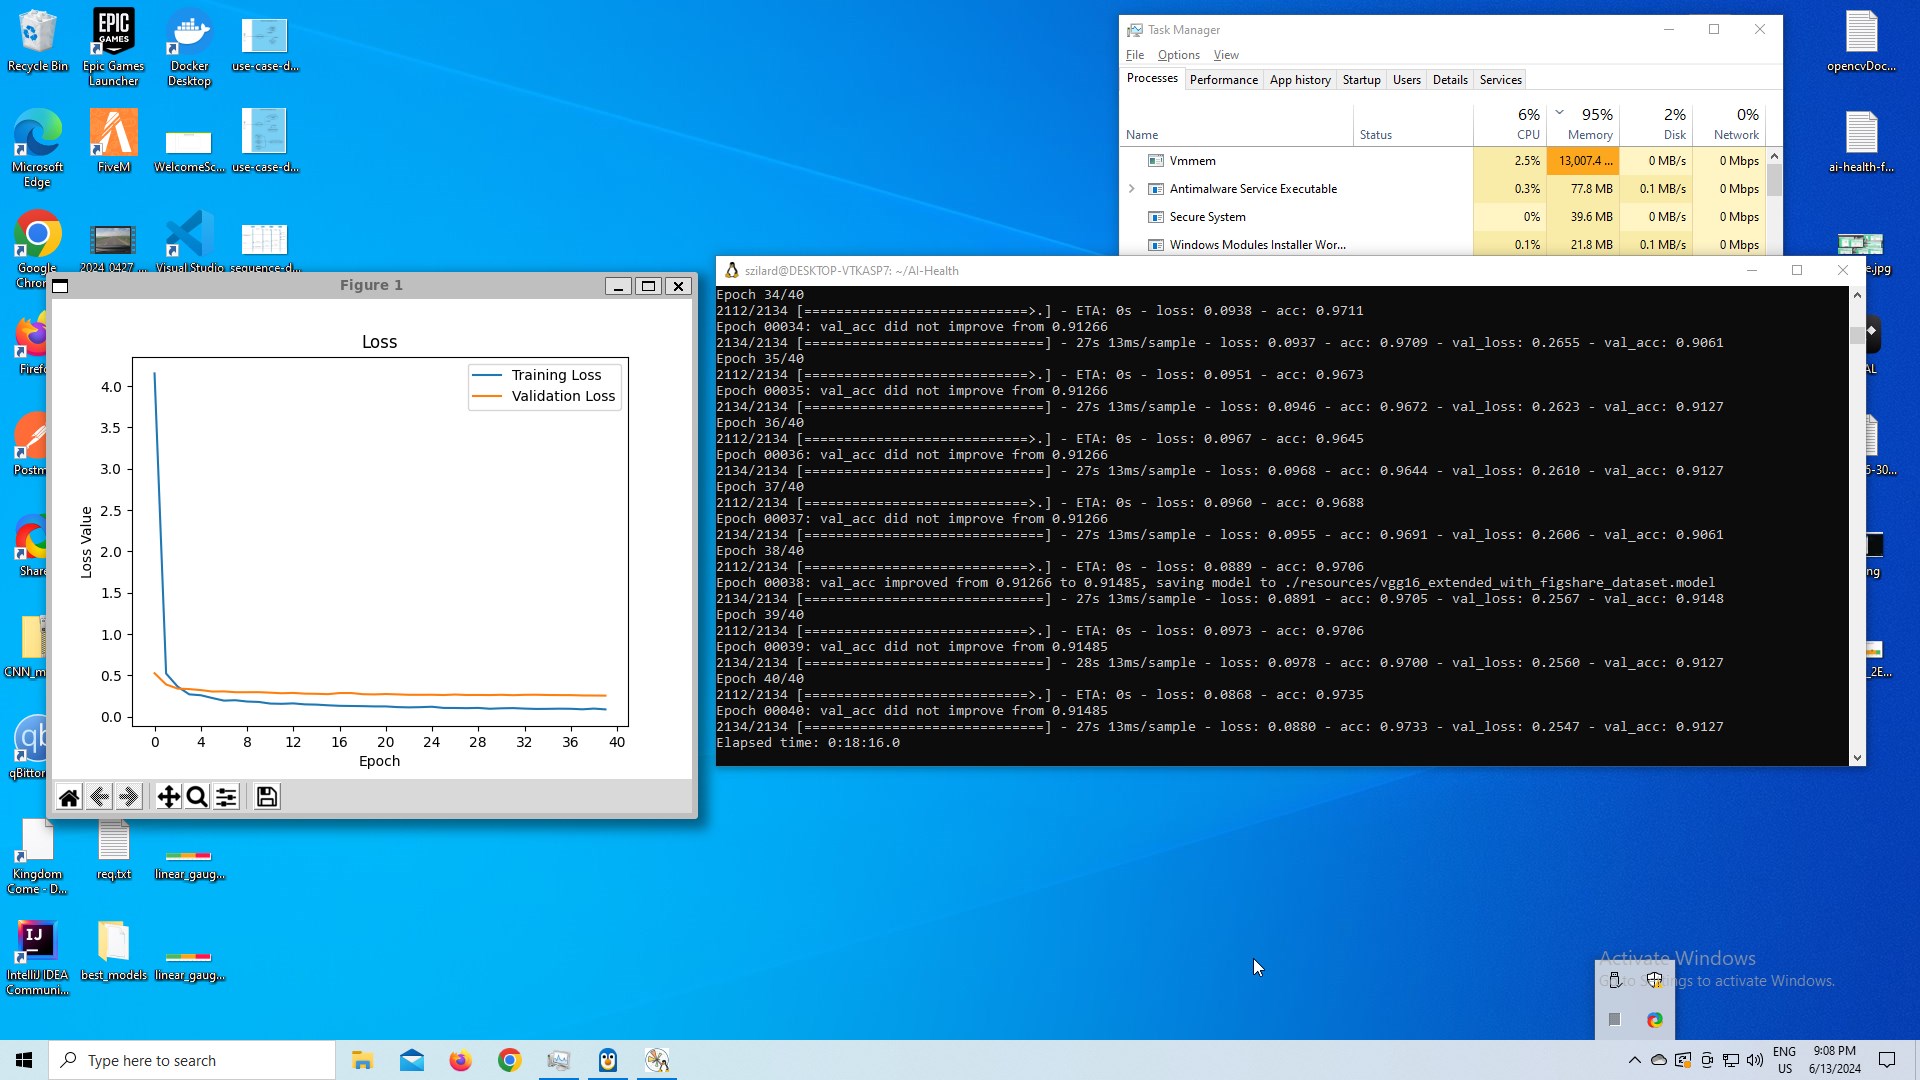 Recycle Bin
Epic Games Launcher
Docker Desktop
use-case-d...
Microsoft Edge
FiveM
WelcomeSc...
use-case-d...
Google
2024_0427_...
Visual Studio
sequence-d...
Kingdom Come - D...
req.txt
linear_gaug...
IntelliJ IDEA Communi...
best_models
linear_gaug...
Figure 1
Loss
Training Loss
Validation Loss
4.0
3.5
3.0
2.5
2.0
1.5
1.0
0.5
0.0
Loss Value
0 4 8 12 16 20 24 28 32 36 40
Epoch
Task Manager
File Options View
Processes Performance App history Startup Users Details Services
6% 95% 2% 0%
Name Status CPU Memory Disk Network
Vmmem 2.5% 13,007.4 ... 0 MB/s 0 Mbps
Antimalware Service Executable 0.3% 77.8 MB 0.1 MB/s 0 Mbps
Secure System 0% 39.6 MB 0 MB/s 0 Mbps
Windows Modules Installer Wor... 0.1% 21.8 MB 0.1 MB/s 0 Mbps
szilard@DESKTOP-VTKASP7: ~/AI-Health
Epoch 34/40
2112/2134 [============================>.] - ETA: 0s - loss: 0.0938 - acc: 0.9711
Epoch 00034: val_acc did not improve from 0.91266
2134/2134 [==============================] - 27s 13ms/sample - loss: 0.0937 - acc: 0.9709 - val_loss: 0.2655 - val_acc: 0.9061
Epoch 35/40
2112/2134 [============================>.] - ETA: 0s - loss: 0.0951 - acc: 0.9673
Epoch 00035: val_acc did not improve from 0.91266
2134/2134 [==============================] - 27s 13ms/sample - loss: 0.0946 - acc: 0.9672 - val_loss: 0.2623 - val_acc: 0.9127
Epoch 36/40
2112/2134 [============================>.] - ETA: 0s - loss: 0.0967 - acc: 0.9645
Epoch 00036: val_acc did not improve from 0.91266
2134/2134 [==============================] - 27s 13ms/sample - loss: 0.0968 - acc: 0.9644 - val_loss: 0.2610 - val_acc: 0.9127
Epoch 37/40
2112/2134 [============================>.] - ETA: 0s - loss: 0.0960 - acc: 0.9688
Epoch 00037: val_acc did not improve from 0.91266
2134/2134 [==============================] - 27s 13ms/sample - loss: 0.0955 - acc: 0.9691 - val_loss: 0.2606 - val_acc: 0.9061
Epoch 38/40
2112/2134 [============================>.] - ETA: 0s - loss: 0.0889 - acc: 0.9706
Epoch 00038: val_acc improved from 0.91266 to 0.91485, saving model to ./resources/vgg16_extended_with_figshare_dataset.model
2134/2134 [==============================] - 27s 13ms/sample - loss: 0.0891 - acc: 0.9705 - val_loss: 0.2567 - val_acc: 0.9148
Epoch 39/40
2112/2134 [============================>.] - ETA: 0s - loss: 0.0973 - acc: 0.9706
Epoch 00039: val_acc did not improve from 0.91485
2134/2134 [==============================] - 28s 13ms/sample - loss: 0.0978 - acc: 0.9700 - val_loss: 0.2560 - val_acc: 0.9127
Epoch 40/40
2112/2134 [============================>.] - ETA: 0s - loss: 0.0868 - acc: 0.9735
Epoch 00040: val_acc did not improve from 0.91485
2134/2134 [==============================] - 27s 13ms/sample - loss: 0.0880 - acc: 0.9733 - val_loss: 0.2547 - val_acc: 0.9127
Elapsed time: 0:18:16.0
opencvDoc...
ai-health-f...
Activate Windows
to activate Windows.
Type here to search
ENG
US
9:08 PM
6/13/2024